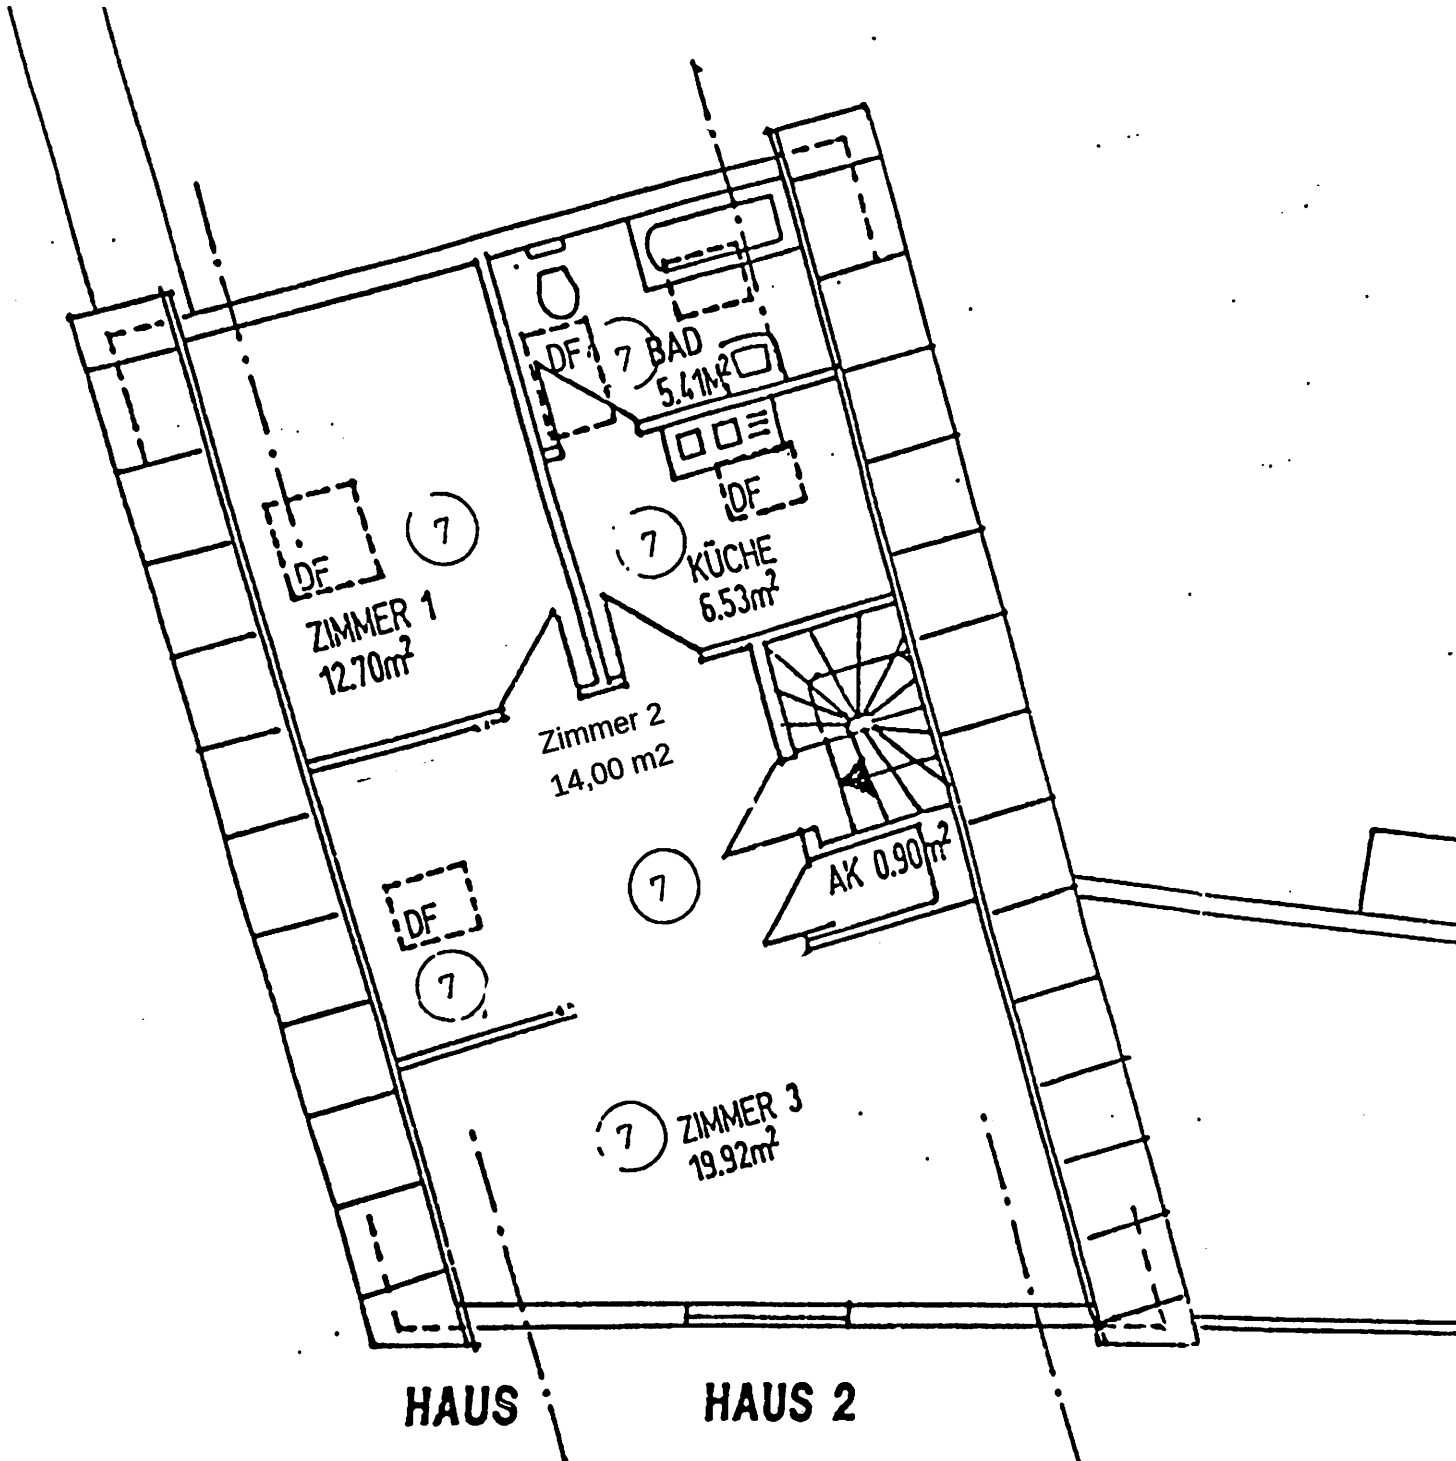 DF
7
BAD
5.41M²
DF
7
KÜCHE
6.53m²
7
DF
ZIMMER 1
12.70m²
Zimmer 2
14,00 m2
7
AK 0.90m²
DF
7
7
ZIMMER 3
19.92m²
HAUS
HAUS 2